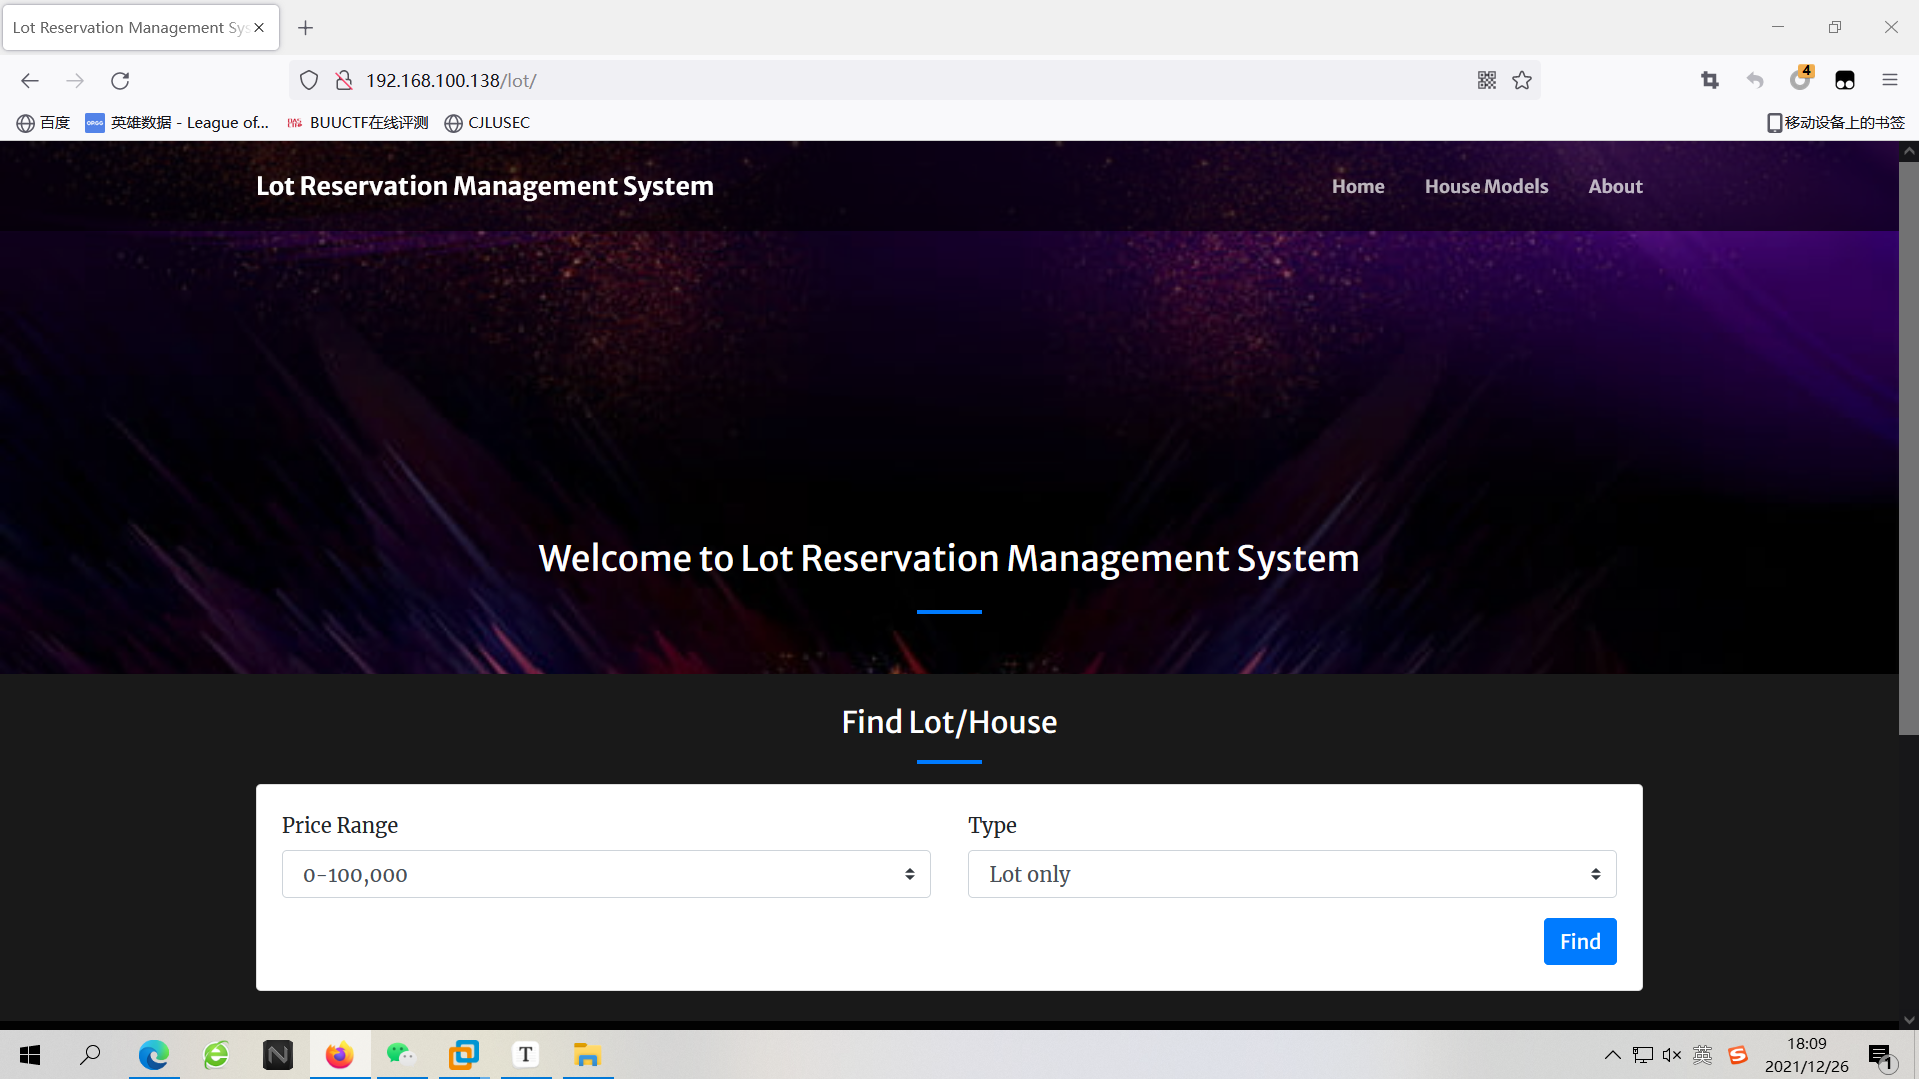 Lot Reservation Management Sys
192.168.100.138/lot/
4
百度
英雄数据 - League of...
BUUCTF在线评测
CJLUSEC
移动设备上的书签
Lot Reservation Management System
Home
House Models
About
Welcome to Lot Reservation Management System
Find Lot/House
Price Range
Type
0-100,000
Lot only
Find
N
T
英
S
18:09
2021/12/26
1